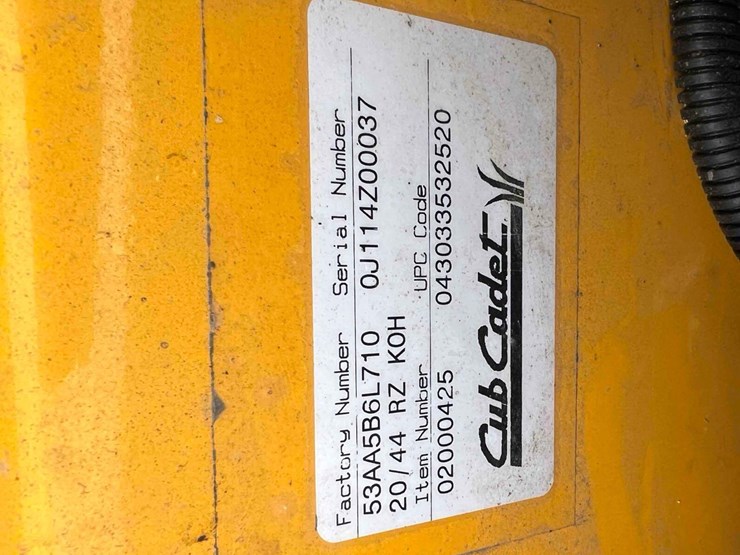 Factory Number Serial Number
53AA5B6L710 0J114Z00037
20/44 RZ KOH
Item Number UPC Code
02000425 043033532520
Cub Cadet